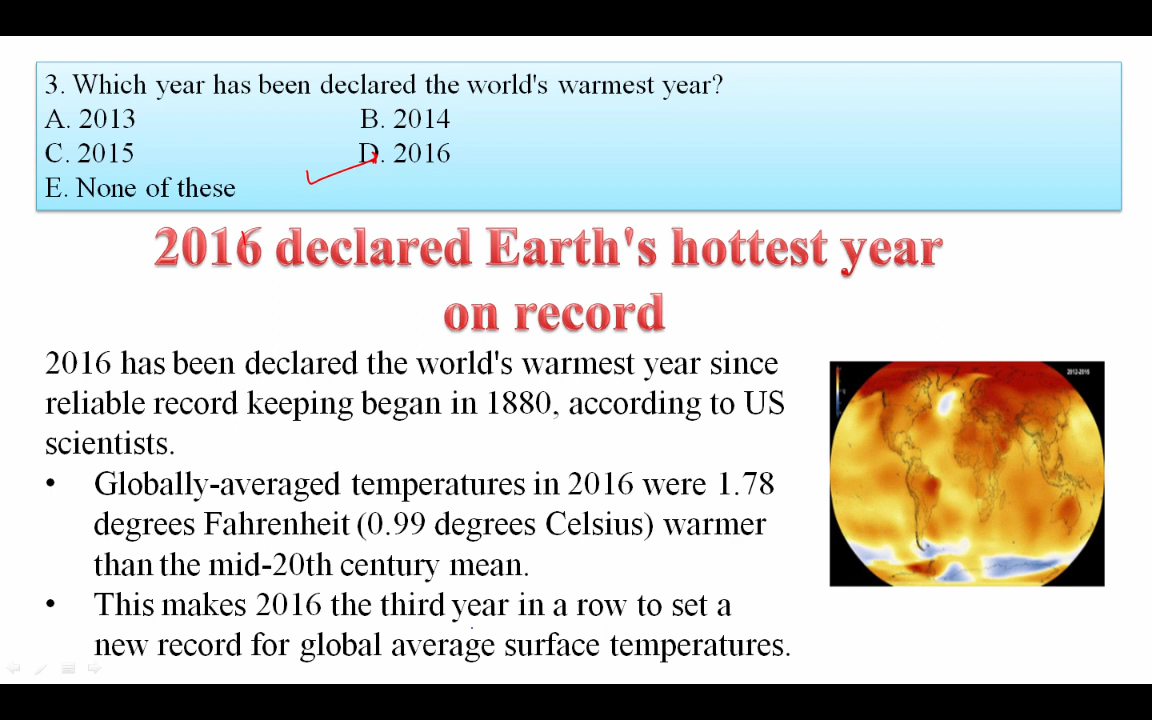 3. Which year has been declared the world's warmest year?
A. 2013 B. 2014
C. 2015 D. 2016
E. None of these
2016 declared Earth's hottest year
on record
2016 has been declared the world's warmest year since
reliable record keeping began in 1880, according to US
scientists.
• Globally-averaged temperatures in 2016 were 1.78
degrees Fahrenheit (0.99 degrees Celsius) warmer
than the mid-20th century mean.
• This makes 2016 the third year in a row to set a
new record for global average surface temperatures.
2012-2016